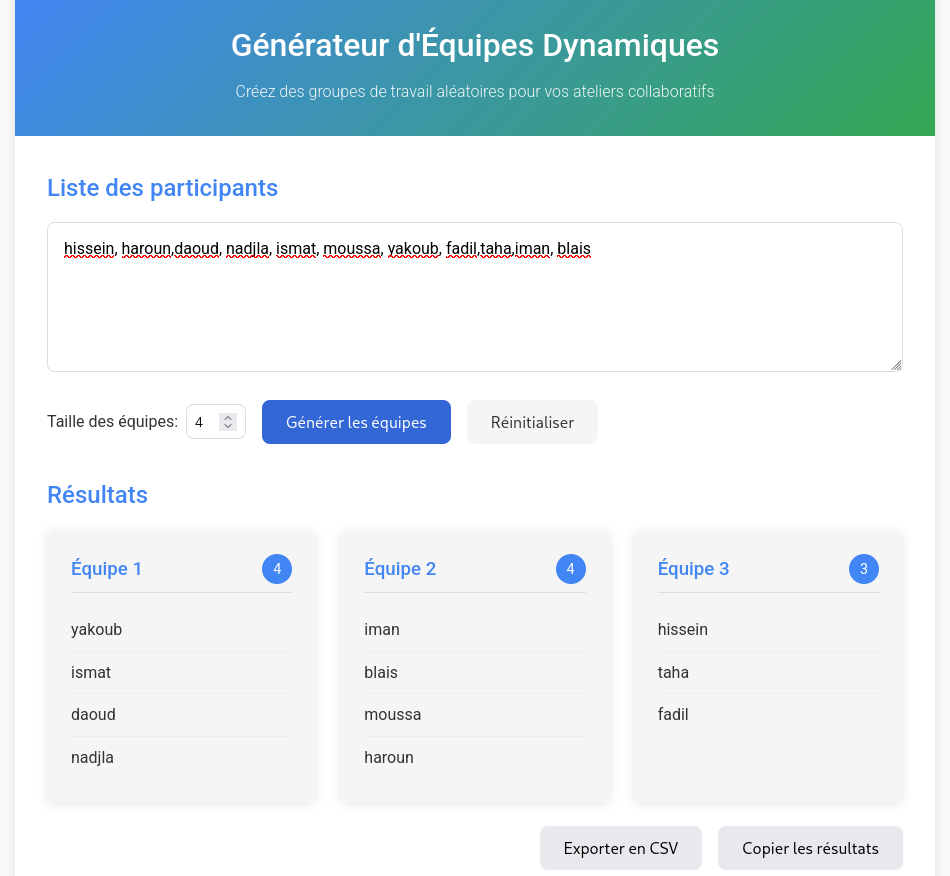 Générateur d'Équipes Dynamiques
Créez des groupes de travail aléatoires pour vos ateliers collaboratifs
Liste des participants
hissein, haroun,daoud, nadjla, ismat, moussa, yakoub, fadil,taha,iman, blais
Taille des équipes: 4 Générer les équipes Réinitialiser
Résultats
Équipe 1 4
yakoub
ismat
daoud
nadjla
Équipe 2 4
iman
blais
moussa
haroun
Équipe 3 3
hissein
taha
fadil
Exporter en CSV Copier les résultats